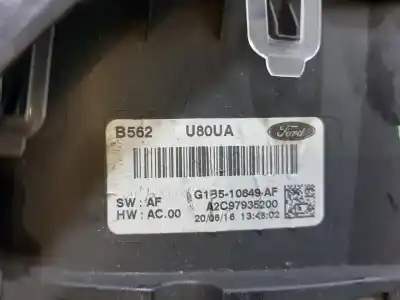 B562 U80UA Ford
G1B5-10849-AF
SW : AF A2C97935200
HW : AC.00 20/06/16 13:48:02